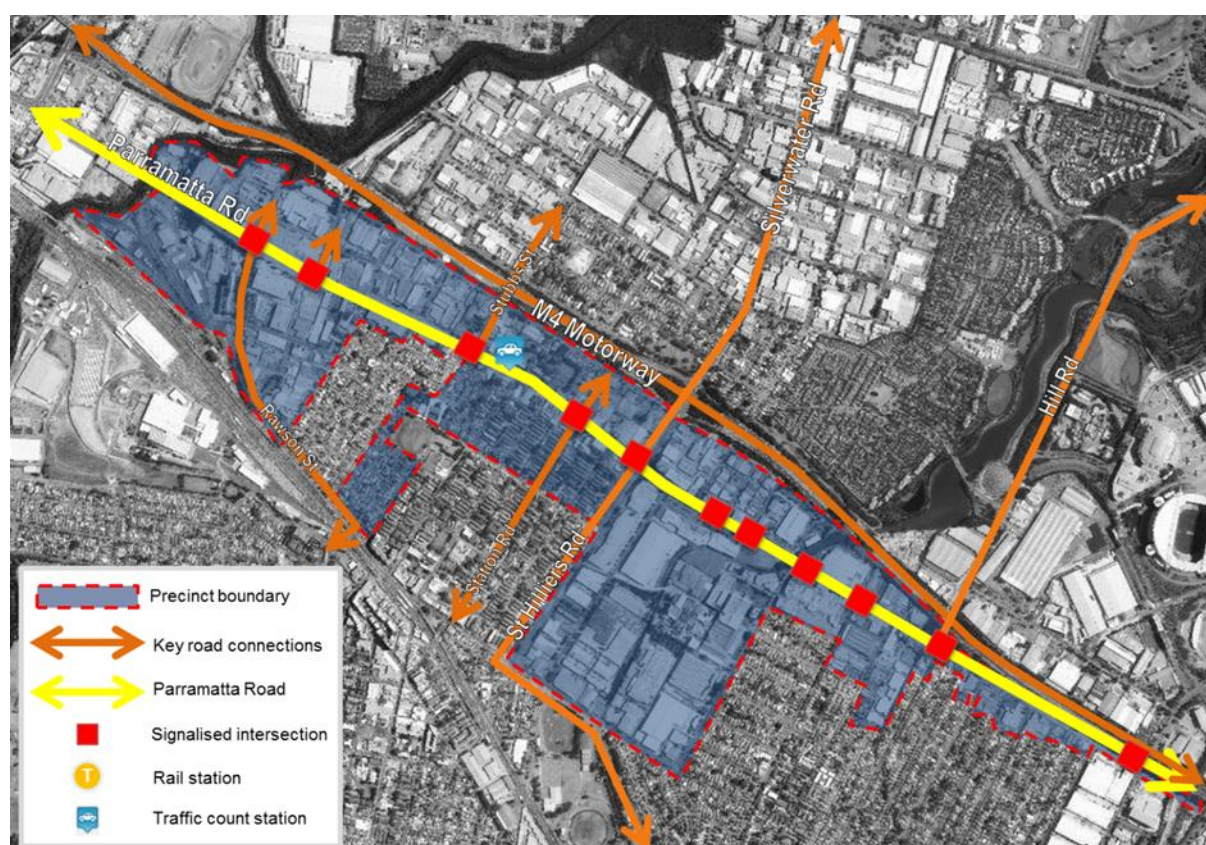 Parramatta Rd
Silverwater Rd
Stubbs St
M4 Motorway
Hill Rd
Rawson St
Station Rd
St Hilliers Rd
Precinct boundary
Key road connections
Parramatta Road
Signalised intersection
T
Rail station
Traffic count station